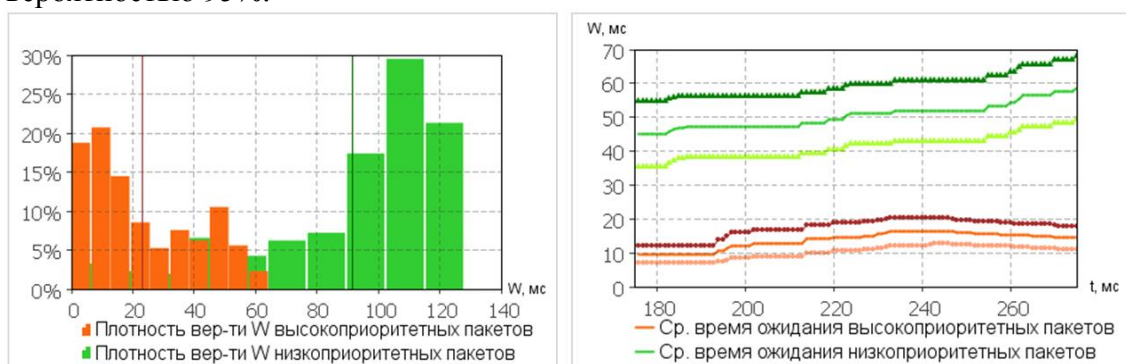 вероятностью 95%.
W, мс
30%
70
60
25%
50
20%
40
15%
30
10%
20
5%
10
0%
W, мс
0
t, мс
0 20 40 60 80 100 120 140
180 200 220 240 260
Плотность вер-ти W высокоприоритетных пакетов
Ср. время ожидания высокоприоритетных пакетов
Плотность вер-ти W низкоприоритетных пакетов
Ср. время ожидания низкоприоритетных пакетов